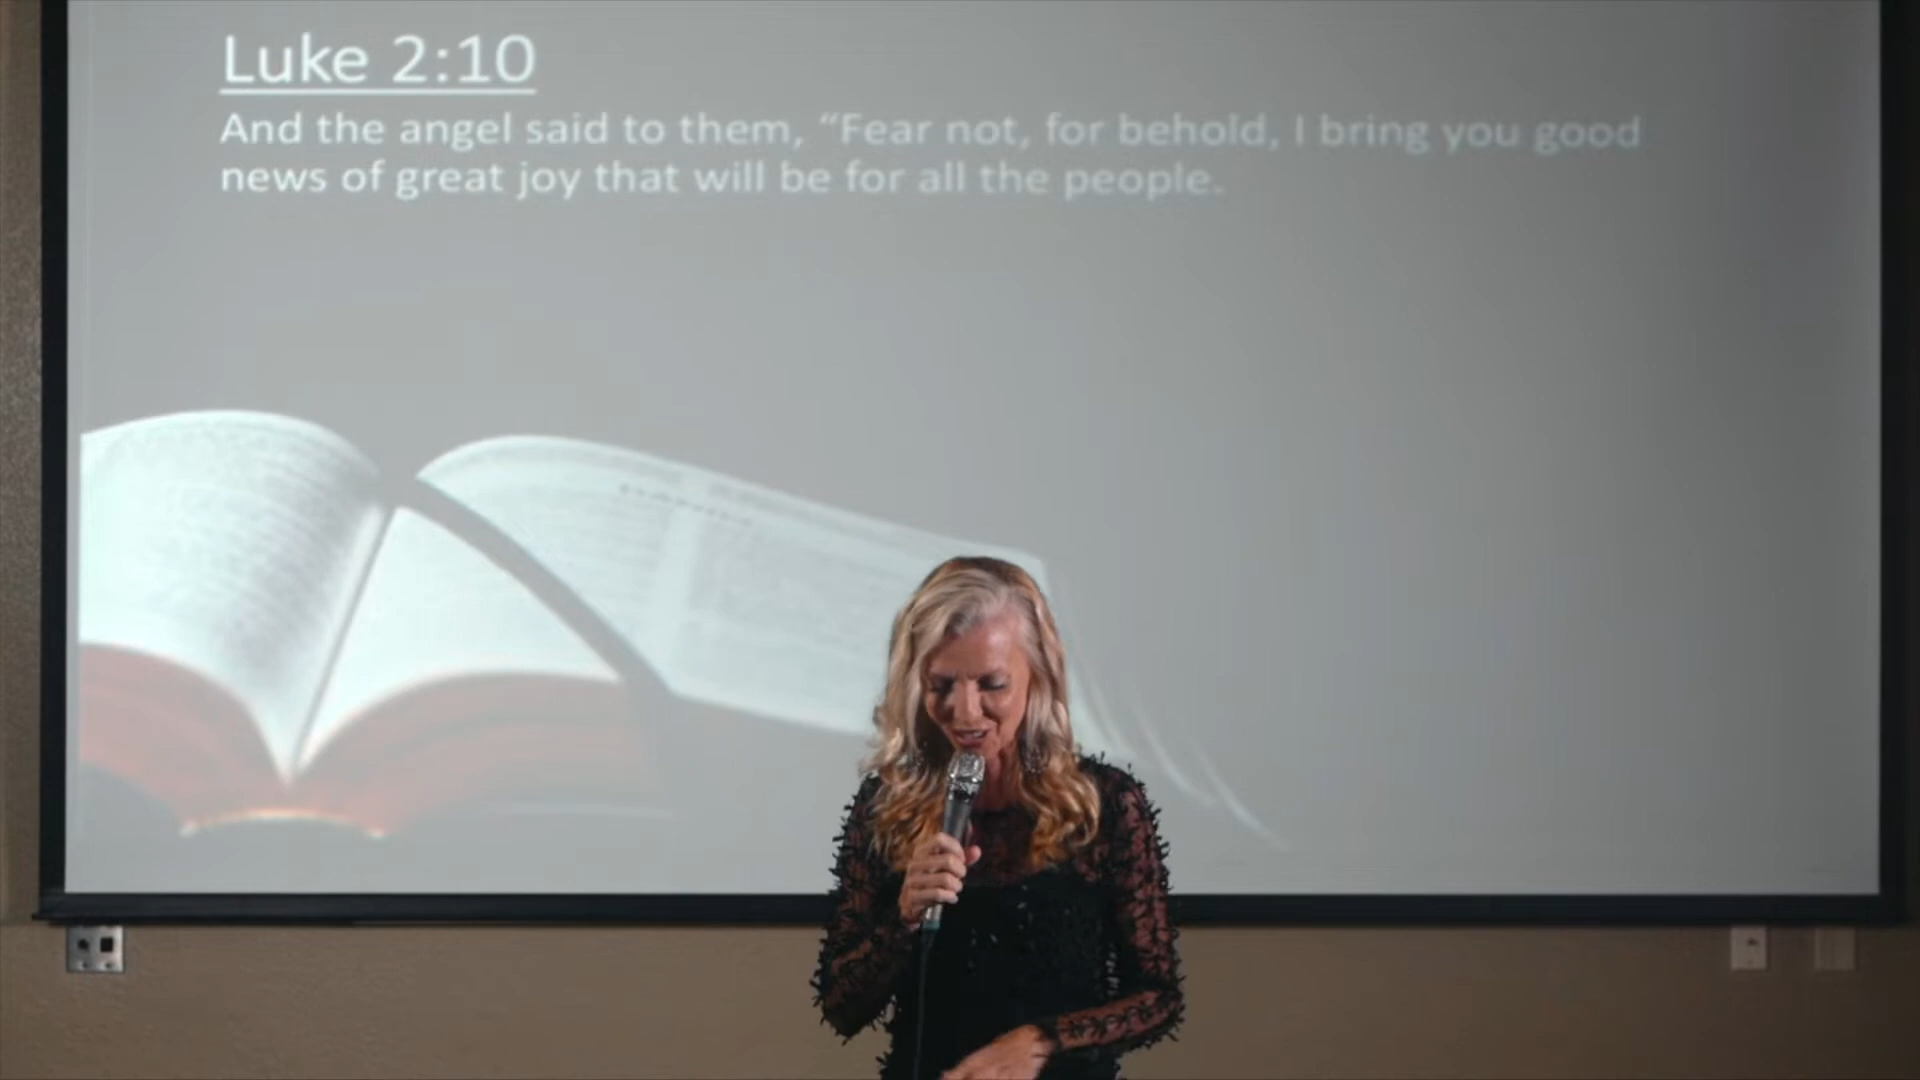 Luke 2:10
And the angel said to them, “Fear not, for behold, I bring you good
news of great joy that will be for all the people.